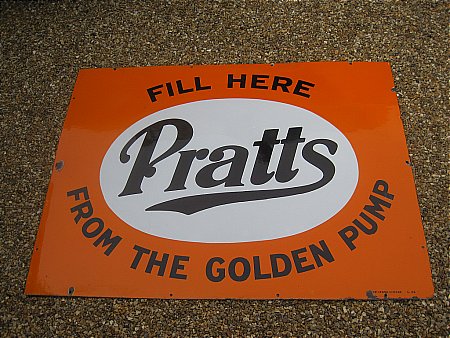 FILL HERE
Pratts
FROM THE GOLDEN PUMP